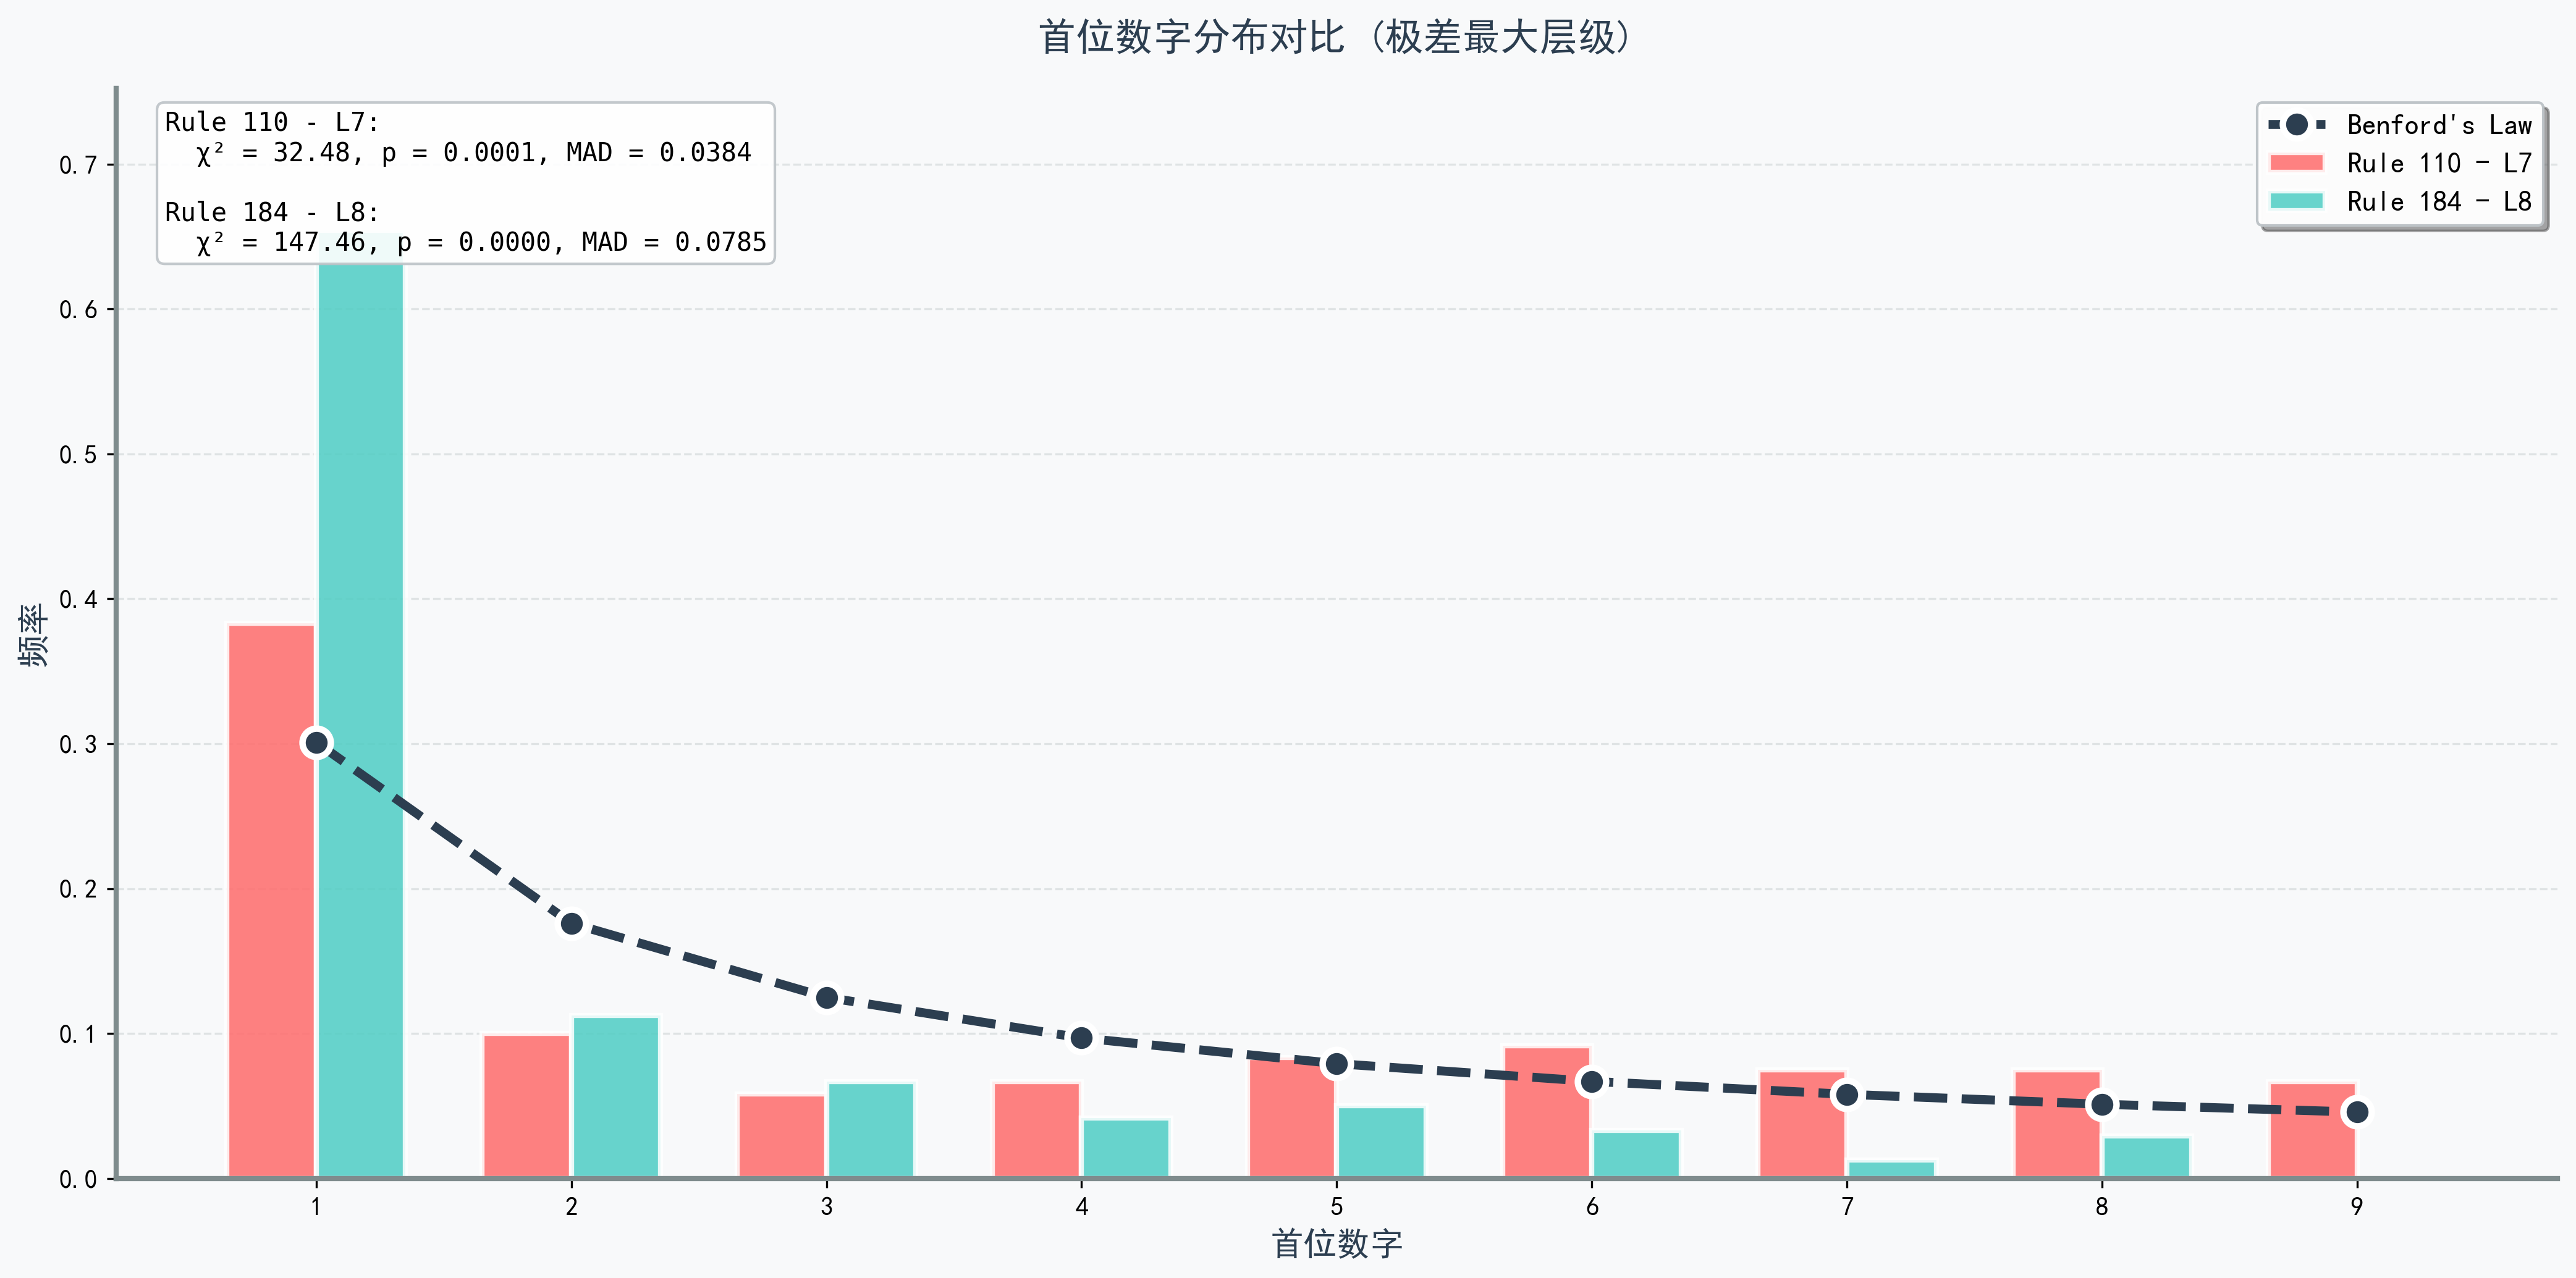 首位数字分布对比 (极差最大层级)
Rule 110 - L7:
χ² = 32.48, p = 0.0001, MAD = 0.0384
Rule 184 - L8:
χ² = 147.46, p = 0.0000, MAD = 0.0785
Benford's Law
Rule 110 - L7
Rule 184 - L8
频率
0.7
0.6
0.5
0.4
0.3
0.2
0.1
0.0
1 2 3 4 5 6 7 8 9
首位数字